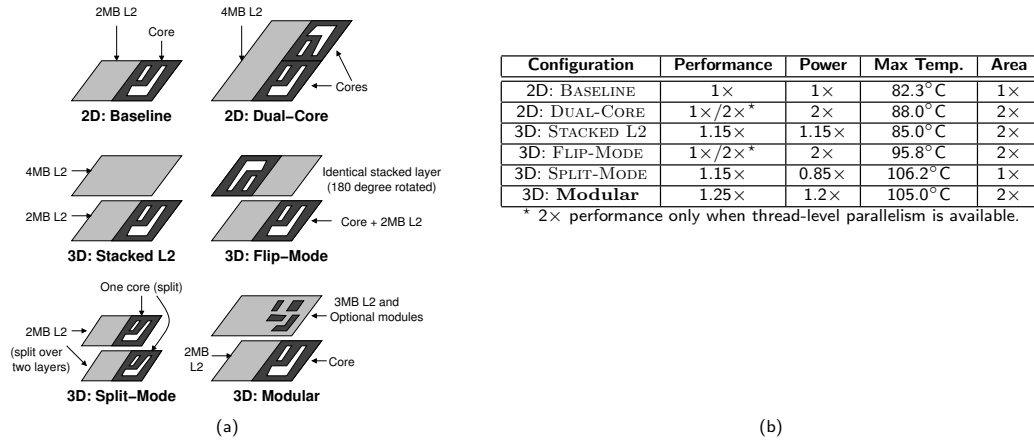 2MB L2
Core
2D: Baseline
4MB L2
Cores
2D: Dual–Core
4MB L2
2MB L2
3D: Stacked L2
Identical stacked layer
(180 degree rotated)
Core + 2MB L2
3D: Flip–Mode
One core (split)
2MB L2
(split over
two layers)
3D: Split–Mode
3MB L2 and
Optional modules
2MB
L2
Core
3D: Modular
(a)
Configuration Performance Power Max Temp. Area
2D: BASELINE 1× 1× 82.3°C 1×
2D: DUAL-CORE 1×/2×* 2× 88.0°C 2×
3D: STACKED L2 1.15× 1.15× 85.0°C 2×
3D: FLIP-MODE 1×/2×* 2× 95.8°C 2×
3D: SPLIT-MODE 1.15× 0.85× 106.2°C 1×
3D: Modular 1.25× 1.2× 105.0°C 2×
* 2× performance only when thread-level parallelism is available.
(b)